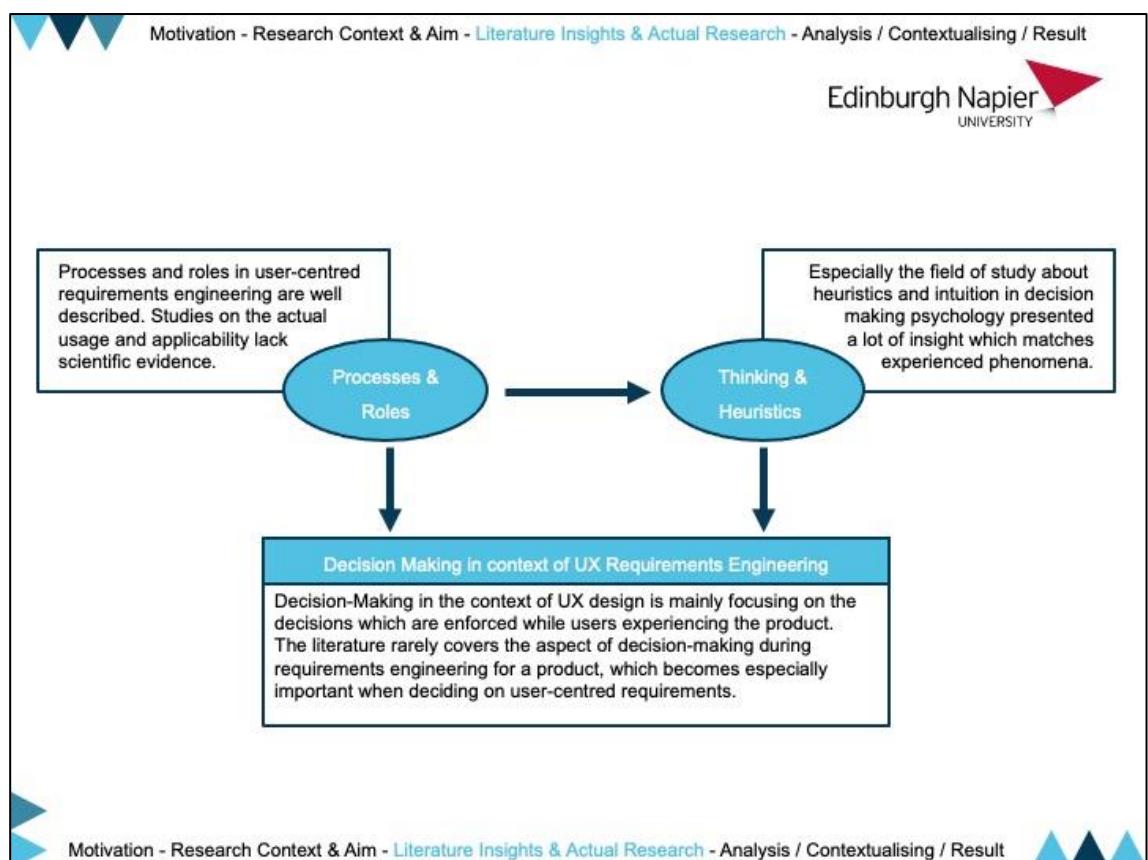 Motivation - Research Context & Aim - Literature Insights & Actual Research - Analysis / Contextualising / Result
Edinburgh Napier
UNIVERSITY
Processes and roles in user-centred
requirements engineering are well
described. Studies on the actual
usage and applicability lack
scientific evidence.
Especially the field of study about
heuristics and intuition in decision
making psychology presented
a lot of insight which matches
experienced phenomena.
Processes &
Roles
Thinking &
Heuristics
Decision Making in context of UX Requirements Engineering
Decision-Making in the context of UX design is mainly focusing on the
decisions which are enforced while users experiencing the product.
The literature rarely covers the aspect of decision-making during
requirements engineering for a product, which becomes especially
important when deciding on user-centred requirements.
Motivation - Research Context & Aim - Literature Insights & Actual Research - Analysis / Contextualising / Result